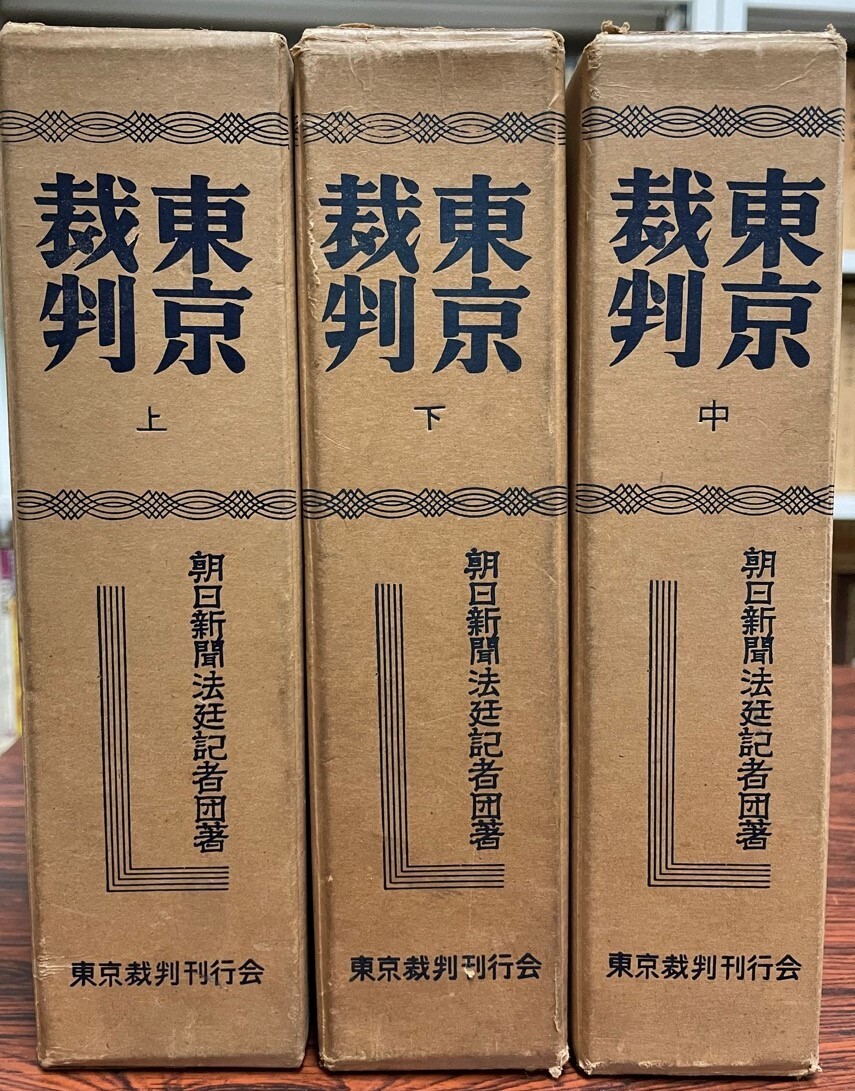 東京
裁判
上
朝日新聞法廷記者団著
東京裁判刊行会
東京
裁判
下
朝日新聞法廷記者団著
東京裁判刊行会
東京
裁判
中
朝日新聞法廷記者団著
東京裁判刊行会